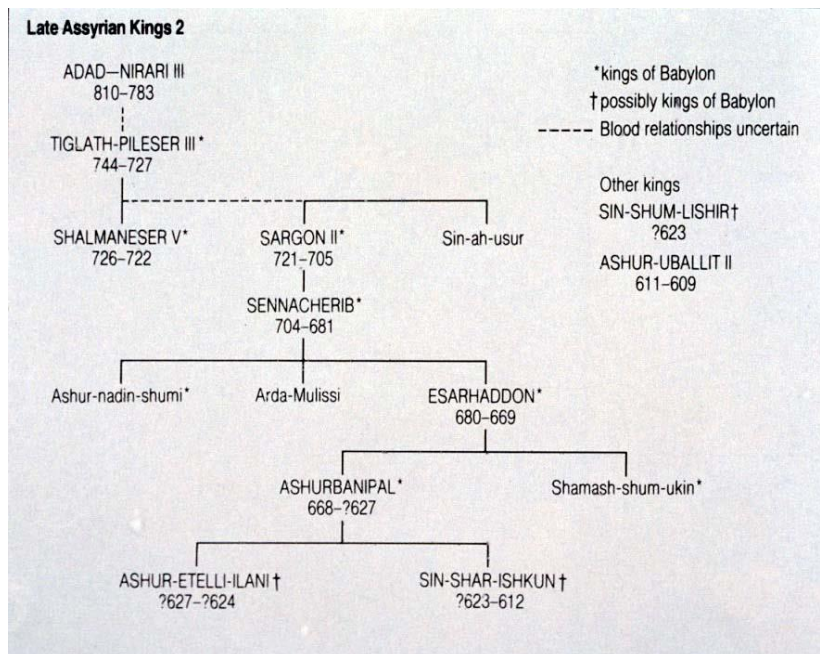 Late Assyrian Kings 2
ADAD–NIRARI III
810–783
*kings of Babylon
†possibly kings of Babylon
Blood relationships uncertain
TIGLATH-PILESER III*
744–727
Other kings
SIN-SHUM-LISHIR†
?623
ASHUR-UBALLIT II
611–609
SHALMANESER V*
726–722
SARGON II*
721–705
Sin-ah-usur
SENNACHERIB*
704–681
Ashur-nadin-shumi*
Arda-Mulissi
ESARHADDON*
680–669
ASHURBANIPAL*
668–?627
Shamash-shum-ukin*
ASHUR-ETELLI-ILANI†
?627–?624
SIN-SHAR-ISHKUN†
?623–612